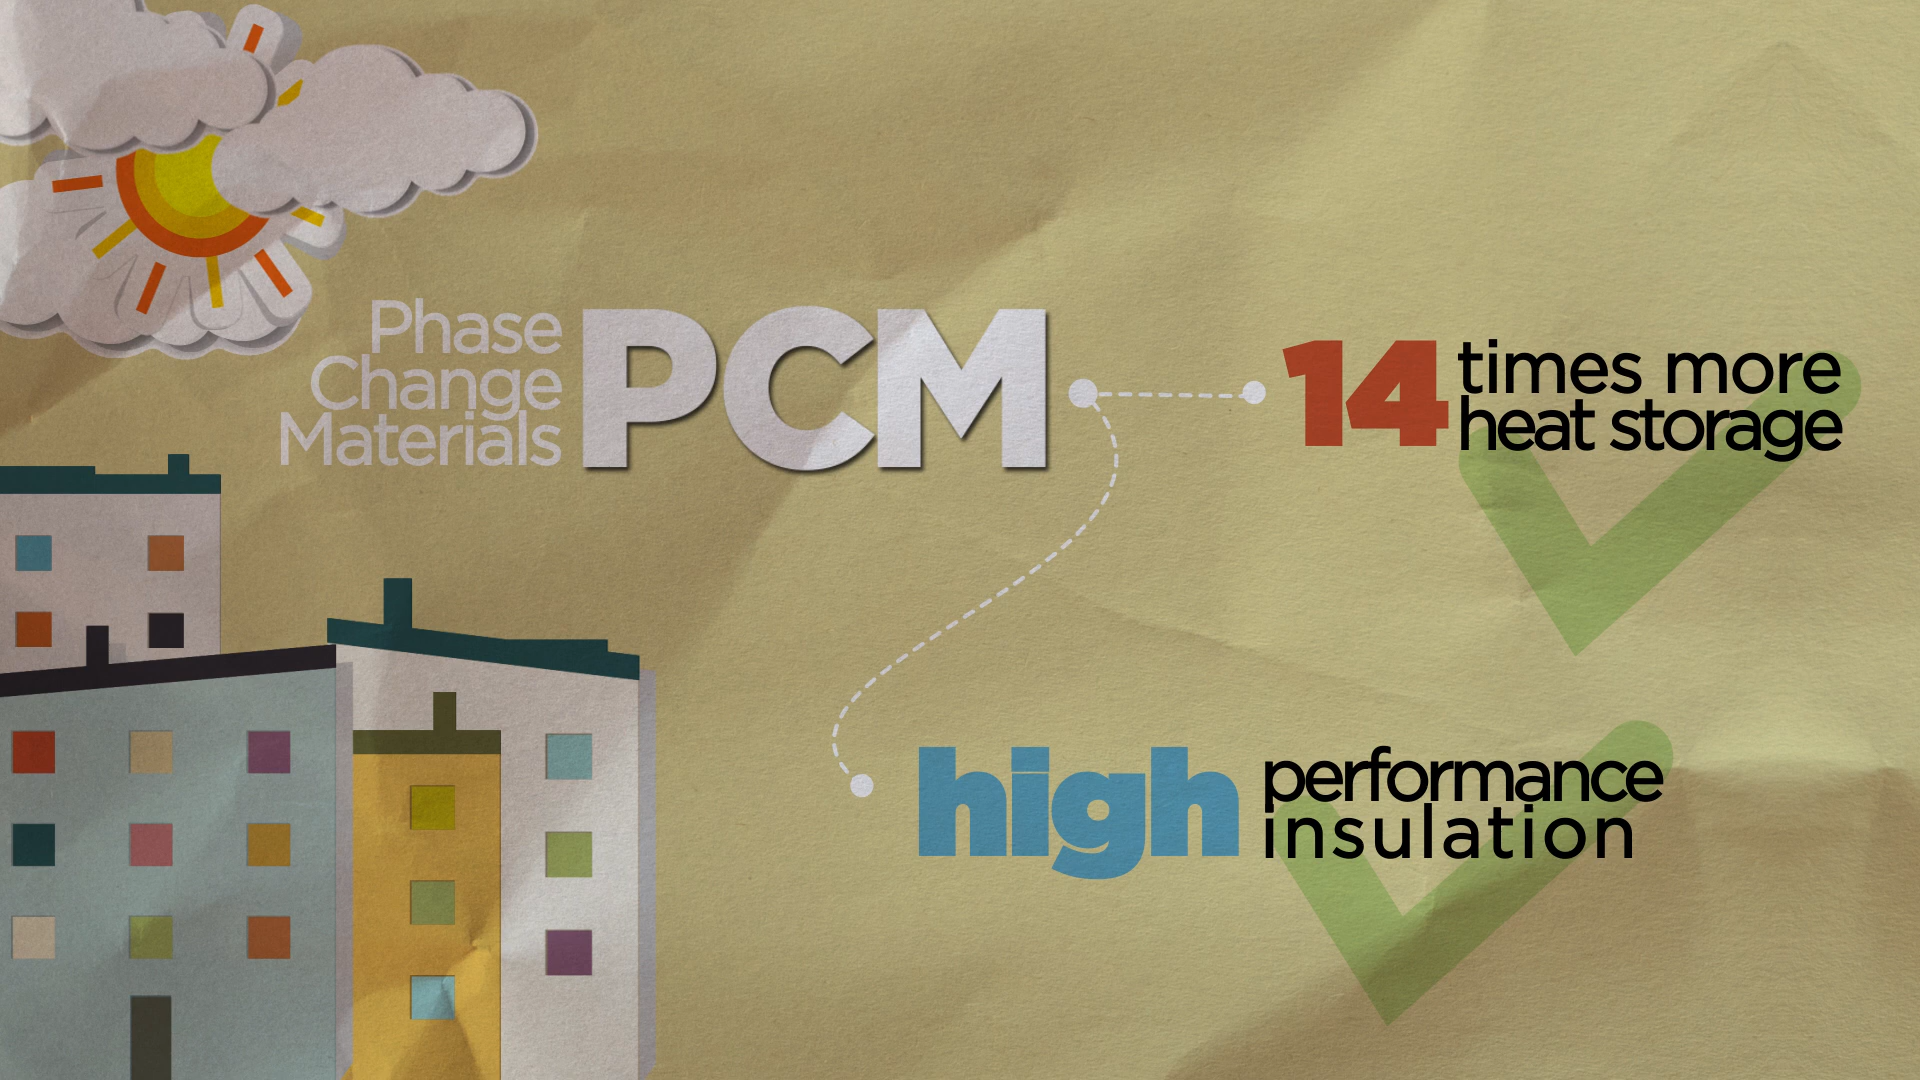 Phase
Change
Materials
PCM
14 times more
heat storage
high performance
insulation